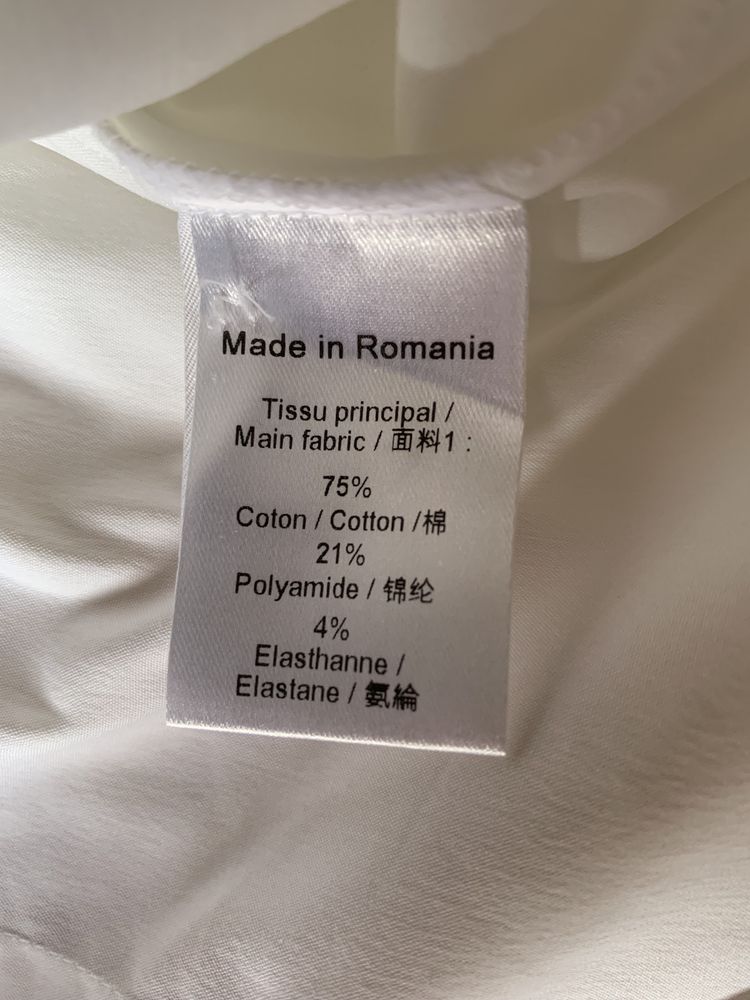 Made in Romania
Tissu principal /
Main fabric / 面料1 :
75%
Coton / Cotton /棉
21%
Polyamide / 锦纶
4%
Elasthanne /
Elastane / 氨綸